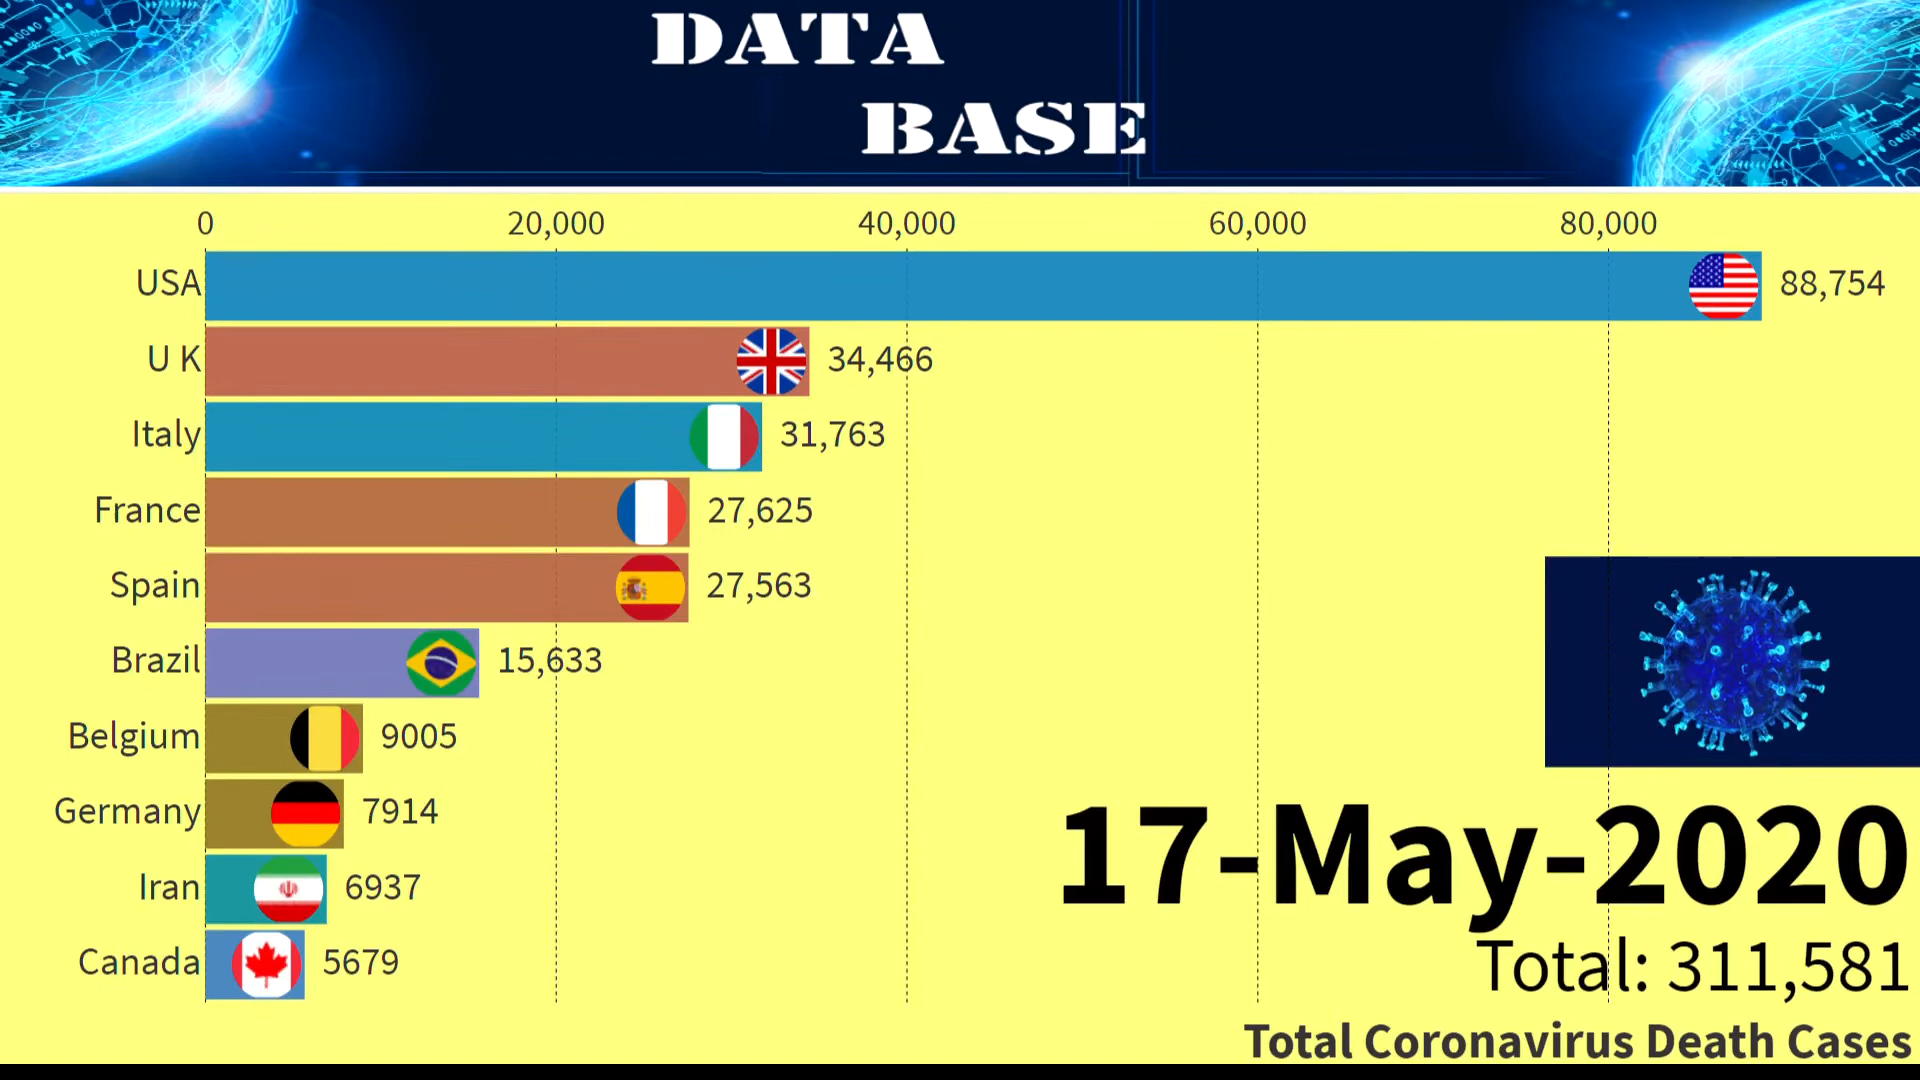 DATA
BASE
0 20,000 40,000 60,000 80,000
USA 88,754
U K 34,466
Italy 31,763
France 27,625
Spain 27,563
Brazil 15,633
Belgium 9005
Germany 7914
Iran 6937
Canada 5679
17-May-2020
Total: 311,581
Total Coronavirus Death Cases